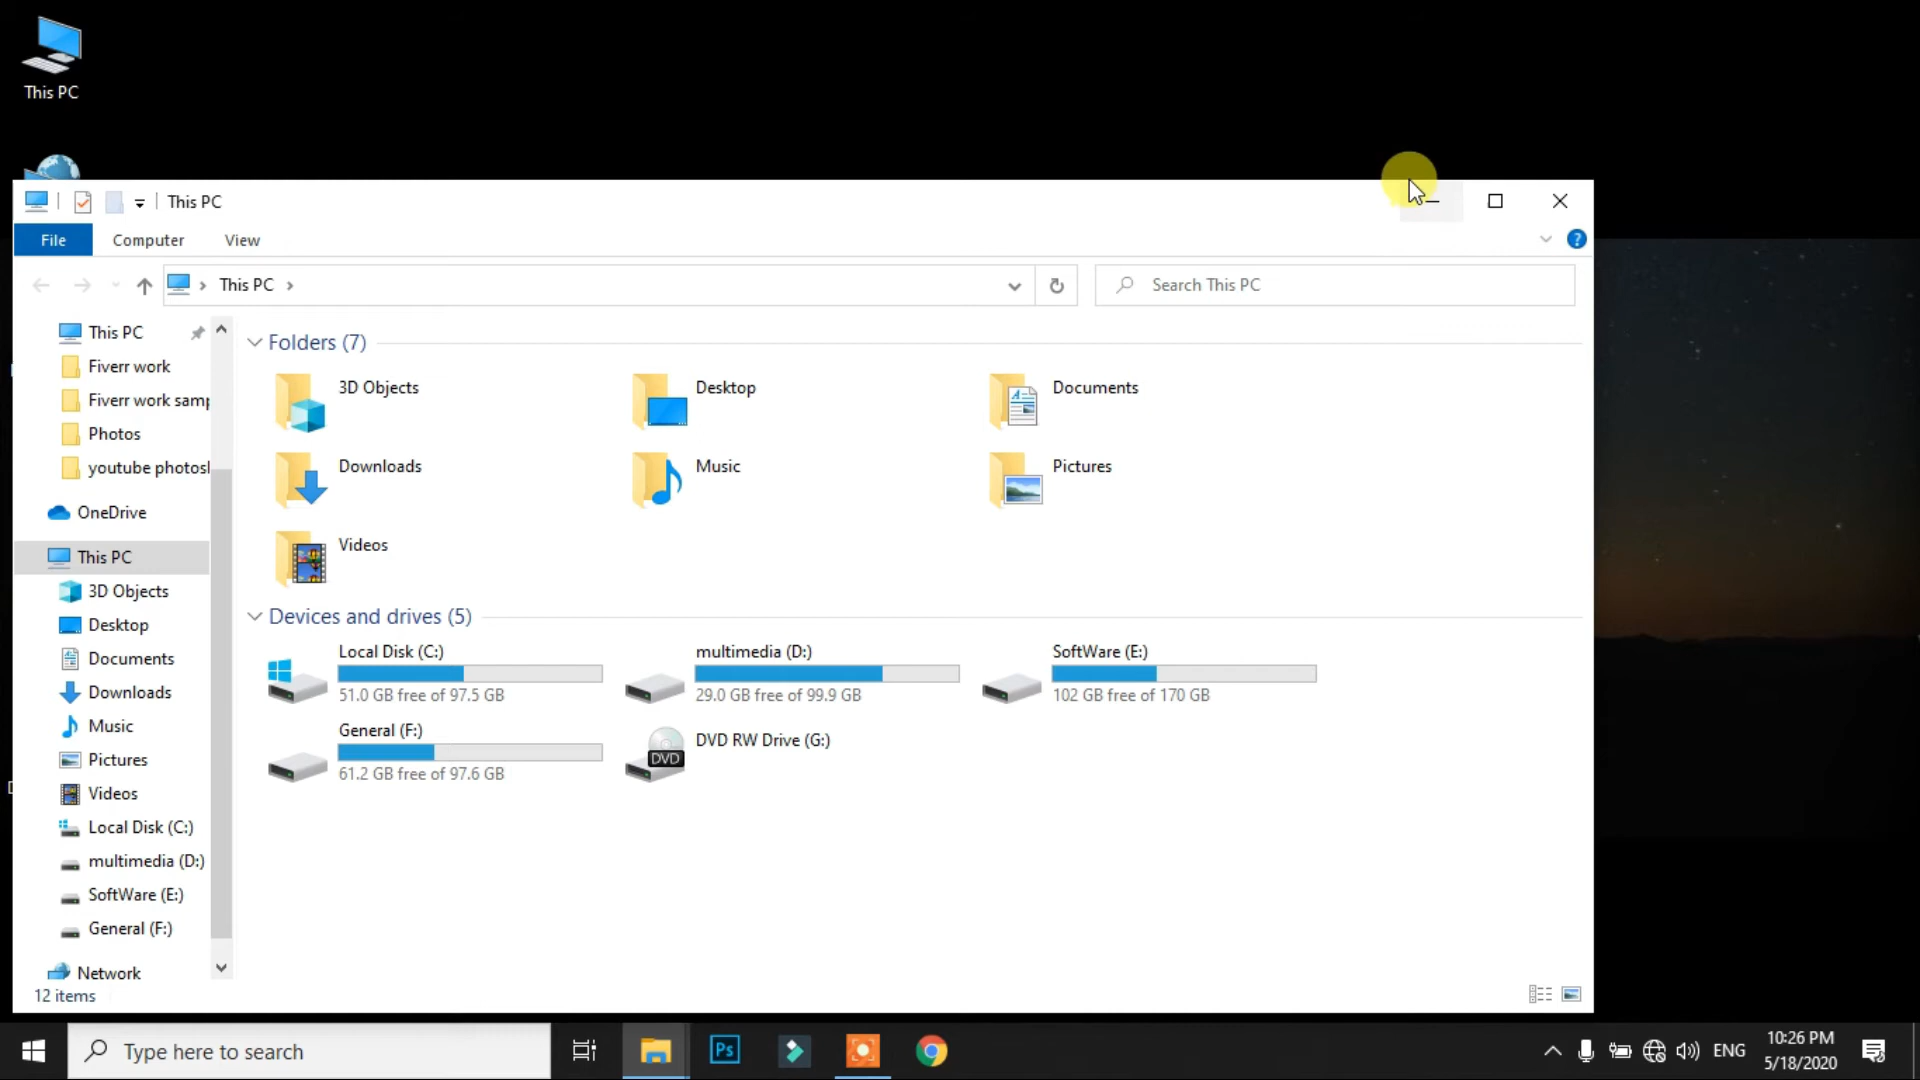 This PC
This PC
File
Computer
View
This PC
Search This PC
This PC
Fiverr work
Fiverr work samp
Photos
youtube photosl
OneDrive
This PC
3D Objects
Desktop
Documents
Downloads
Music
Pictures
Videos
Local Disk (C:)
multimedia (D:)
SoftWare (E:)
General (F:)
Network
Folders (7)
3D Objects
Desktop
Documents
Downloads
Music
Pictures
Videos
Devices and drives (5)
Local Disk (C:)
51.0 GB free of 97.5 GB
multimedia (D:)
29.0 GB free of 99.9 GB
SoftWare (E:)
102 GB free of 170 GB
General (F:)
61.2 GB free of 97.6 GB
DVD RW Drive (G:)
DVD
12 items
Type here to search
Ps
ENG
10:26 PM
5/18/2020